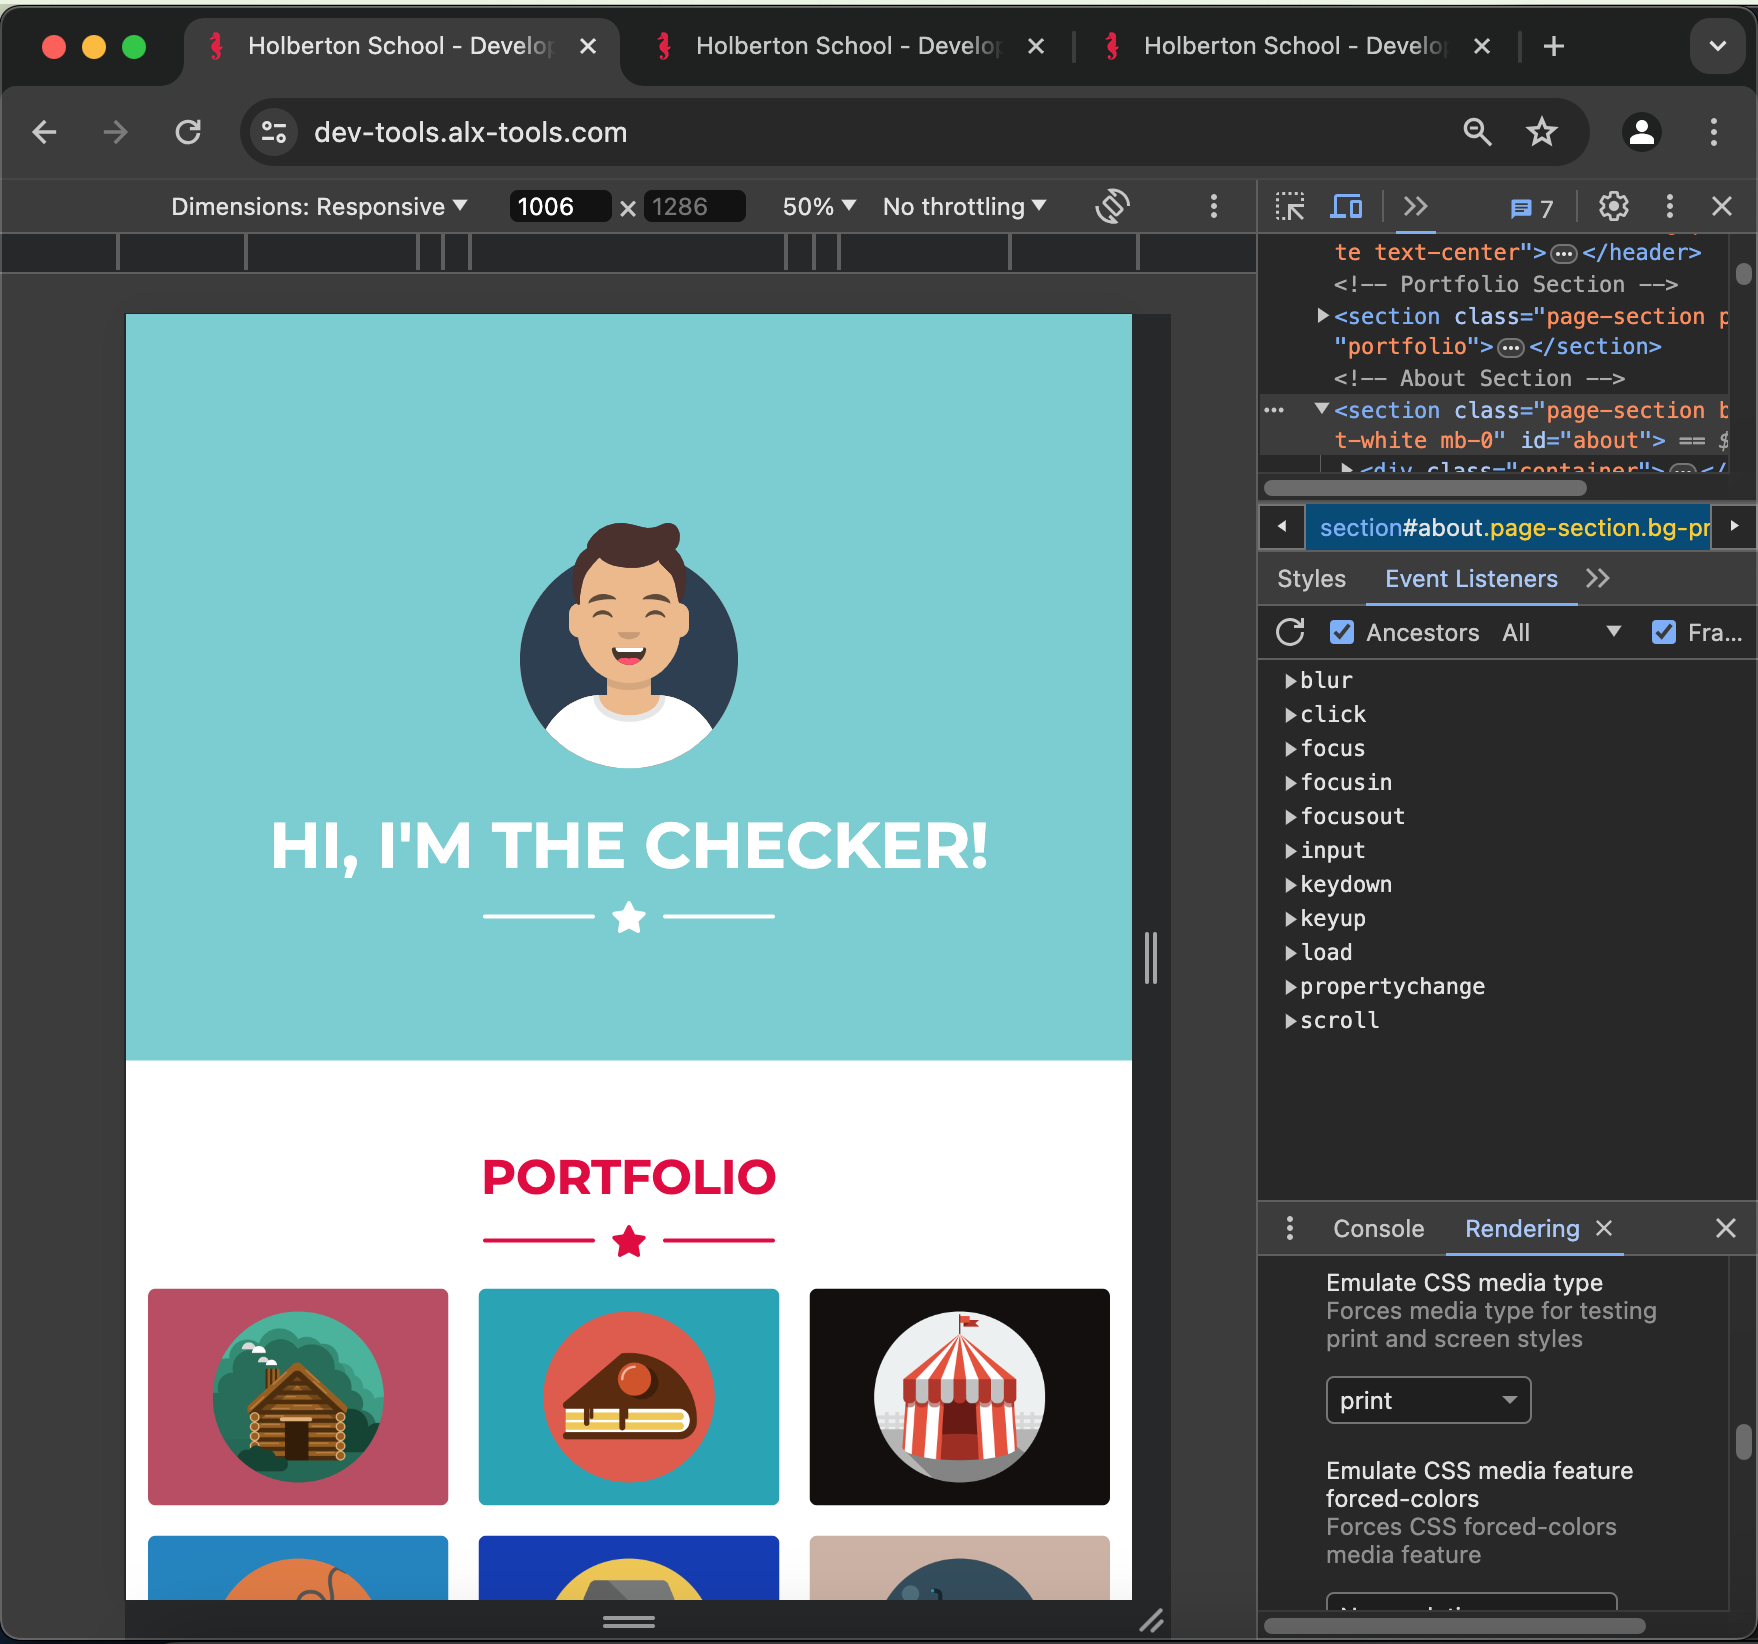 Holberton School - Develop
Holberton School - Develop
Holberton School - Develop
dev-tools.alx-tools.com
Dimensions: Responsive
1006 × 1286
50%
No throttling
7
te text-center">…</header>
<!-- Portfolio Section -->
<section class="page-section p
"portfolio">…</section>
<!-- About Section -->
<section class="page-section b
t-white mb-0" id="about"> == $
<div class="container">…</
section#about.page-section.bg-pr
Styles
Event Listeners
Ancestors
All
Fra...
blur
click
focus
focusin
focusout
input
keydown
keyup
load
propertychange
scroll
HI, I'M THE CHECKER!
PORTFOLIO
Console
Rendering
Emulate CSS media type
Forces media type for testing
print and screen styles
print
Emulate CSS media feature
forced-colors
Forces CSS forced-colors
media feature